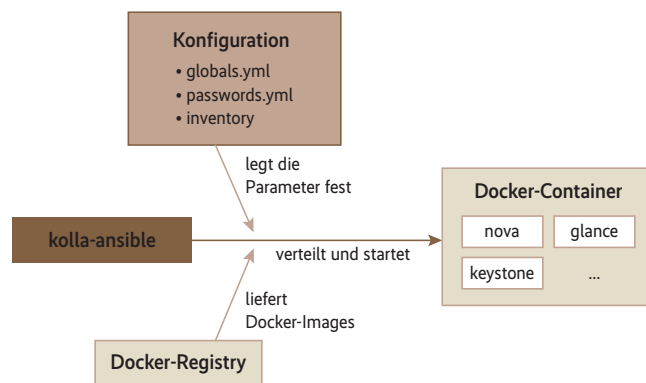 Konfiguration
• globals.yml
• passwords.yml
• inventory
legt die
Parameter fest
kolla-ansible
verteilt und startet
Docker-Container
nova
glance
keystone
...
liefert
Docker-Images
Docker-Registry